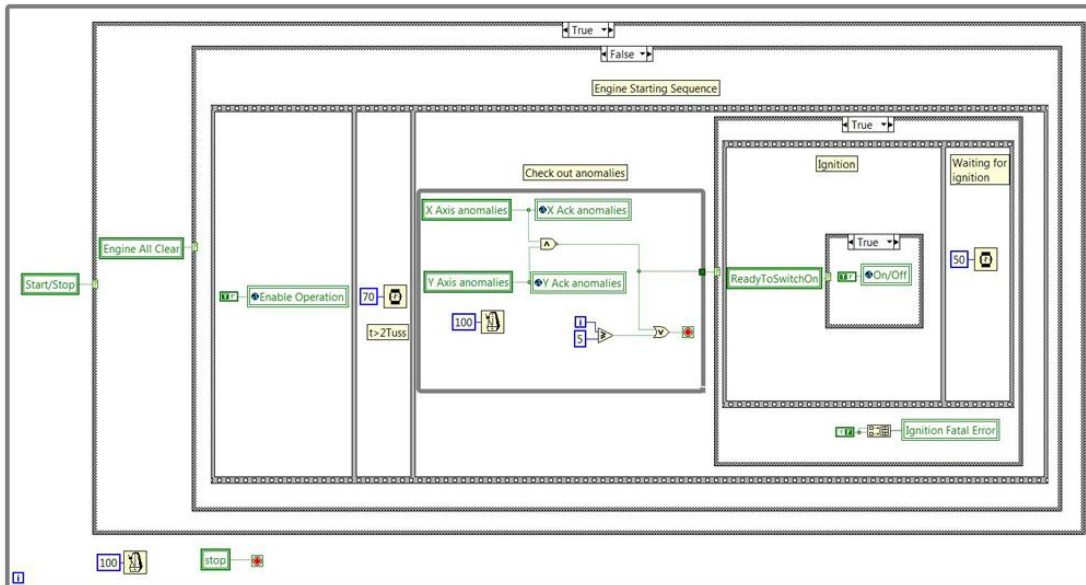 True
False
Engine Starting Sequence
True
Ignition
Waiting for
ignition
Check out anomalies
X Axis anomalies
X Ack anomalies
Engine All Clear
True
50
Y Axis anomalies
Y Ack anomalies
ReadyToSwitchOn
T F
On/Off
Start/Stop
T F
Enable Operation
70
100
i
t>2Tuss
5
Ignition Fatal Error
100
stop
i